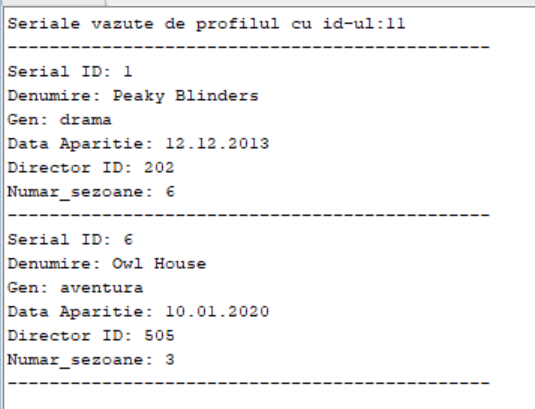 Seriale vazute de profilul cu id-ul:11
----------------------------------------------
Serial ID: 1
Denumire: Peaky Blinders
Gen: drama
Data Aparitie: 12.12.2013
Director ID: 202
Numar_sezoane: 6
----------------------------------------------
Serial ID: 6
Denumire: Owl House
Gen: aventura
Data Aparitie: 10.01.2020
Director ID: 505
Numar_sezoane: 3
----------------------------------------------